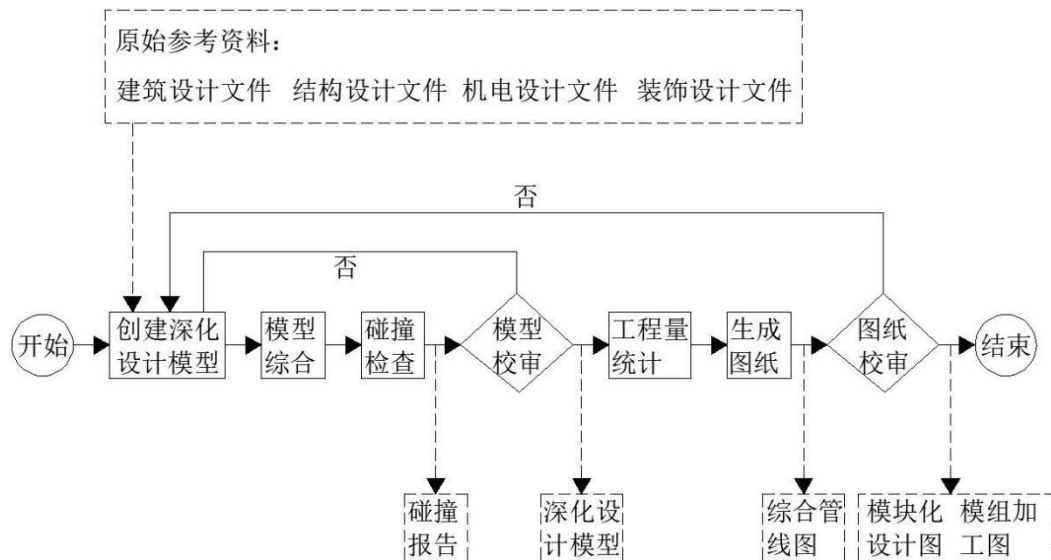 原始参考资料：
建筑设计文件 结构设计文件 机电设计文件 装饰设计文件
否
否
开始
创建深化
设计模型
模型
综合
碰撞
检查
模型
校审
工程量
统计
生成
图纸
图纸
校审
结束
碰撞
报告
深化设
计模型
综合管
线图
模块化
设计图
模组加
工图